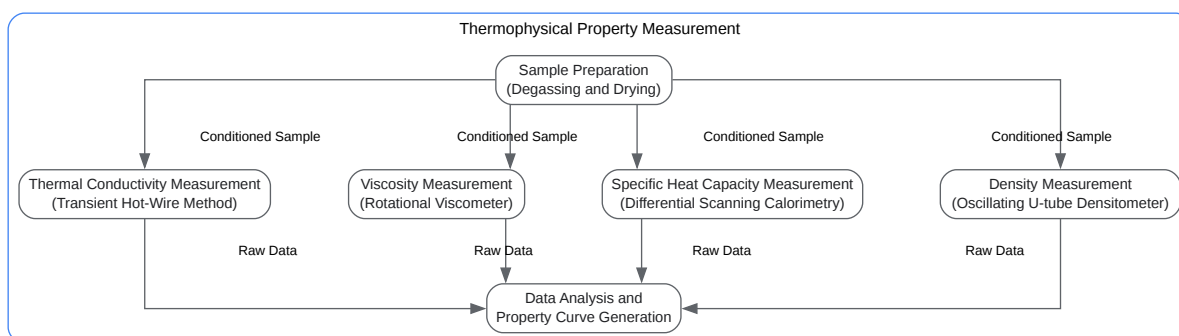 Thermophysical Property Measurement
Sample Preparation
(Degassing and Drying)
Conditioned Sample
Conditioned Sample
Conditioned Sample
Conditioned Sample
Thermal Conductivity Measurement
(Transient Hot-Wire Method)
Viscosity Measurement
(Rotational Viscometer)
Specific Heat Capacity Measurement
(Differential Scanning Calorimetry)
Density Measurement
(Oscillating U-tube Densitometer)
Raw Data
Raw Data
Raw Data
Raw Data
Data Analysis and
Property Curve Generation